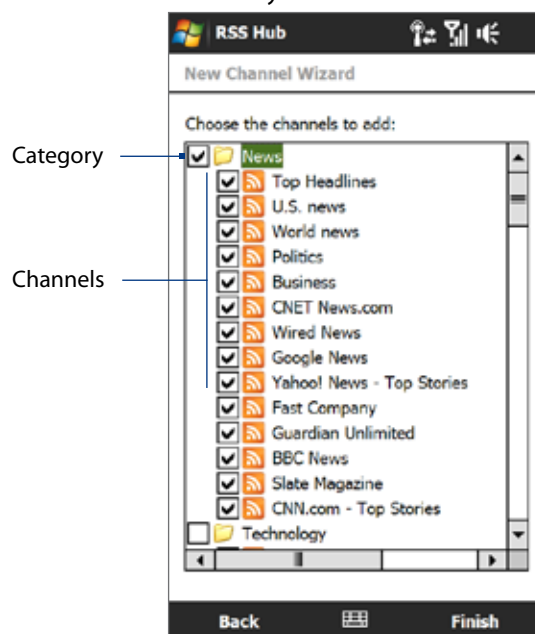 RSS Hub
New Channel Wizard
Choose the channels to add:
Category
News
Top Headlines
U.S. news
World news
Politics
Channels
Business
CNET News.com
Wired News
Google News
Yahoo! News - Top Stories
Fast Company
Guardian Unlimited
BBC News
Slate Magazine
CNN.com - Top Stories
Technology
Back
Finish